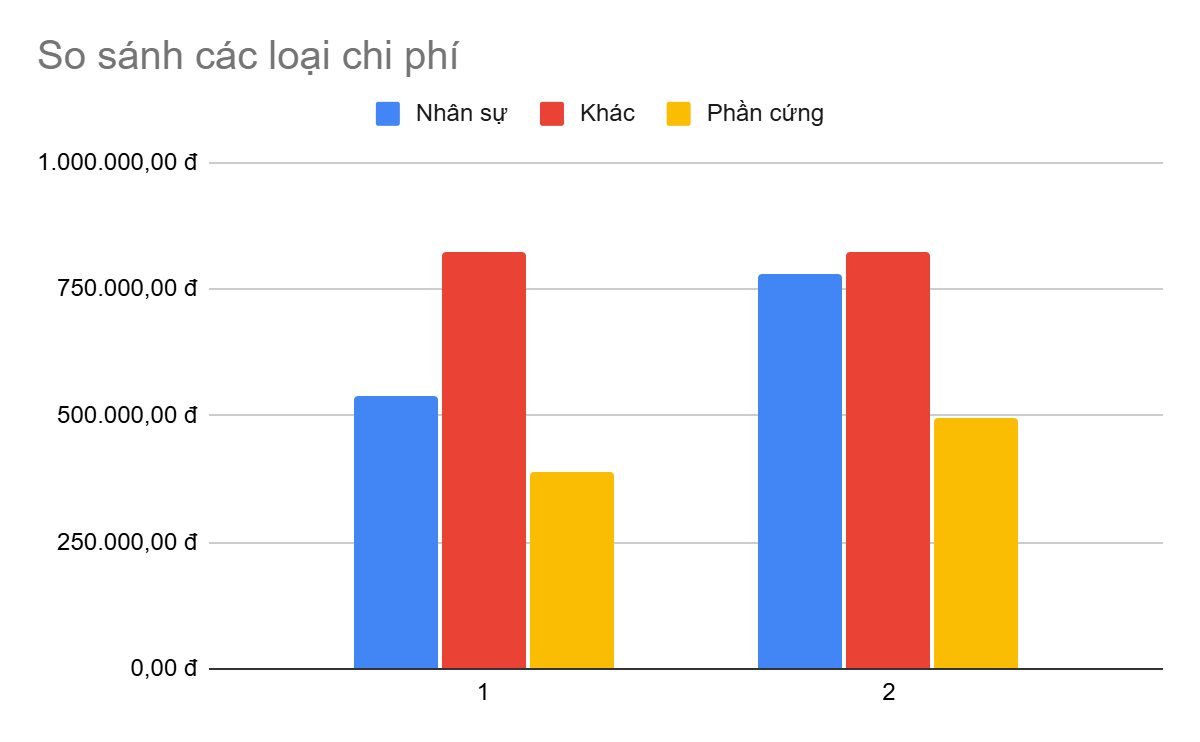 So sánh các loại chi phí
Nhân sự Khác Phần cứng
1.000.000,00 đ
750.000,00 đ
500.000,00 đ
250.000,00 đ
0,00 đ
1 2